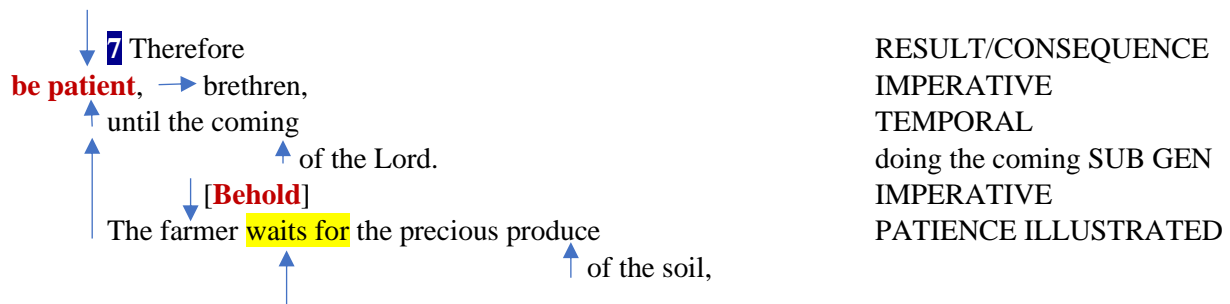 7 Therefore RESULT/CONSEQUENCE
be patient, brethren, IMPERATIVE
until the coming TEMPORAL
of the Lord. doing the coming SUB GEN
[Behold] IMPERATIVE
The farmer waits for the precious produce PATIENCE ILLUSTRATED
of the soil,